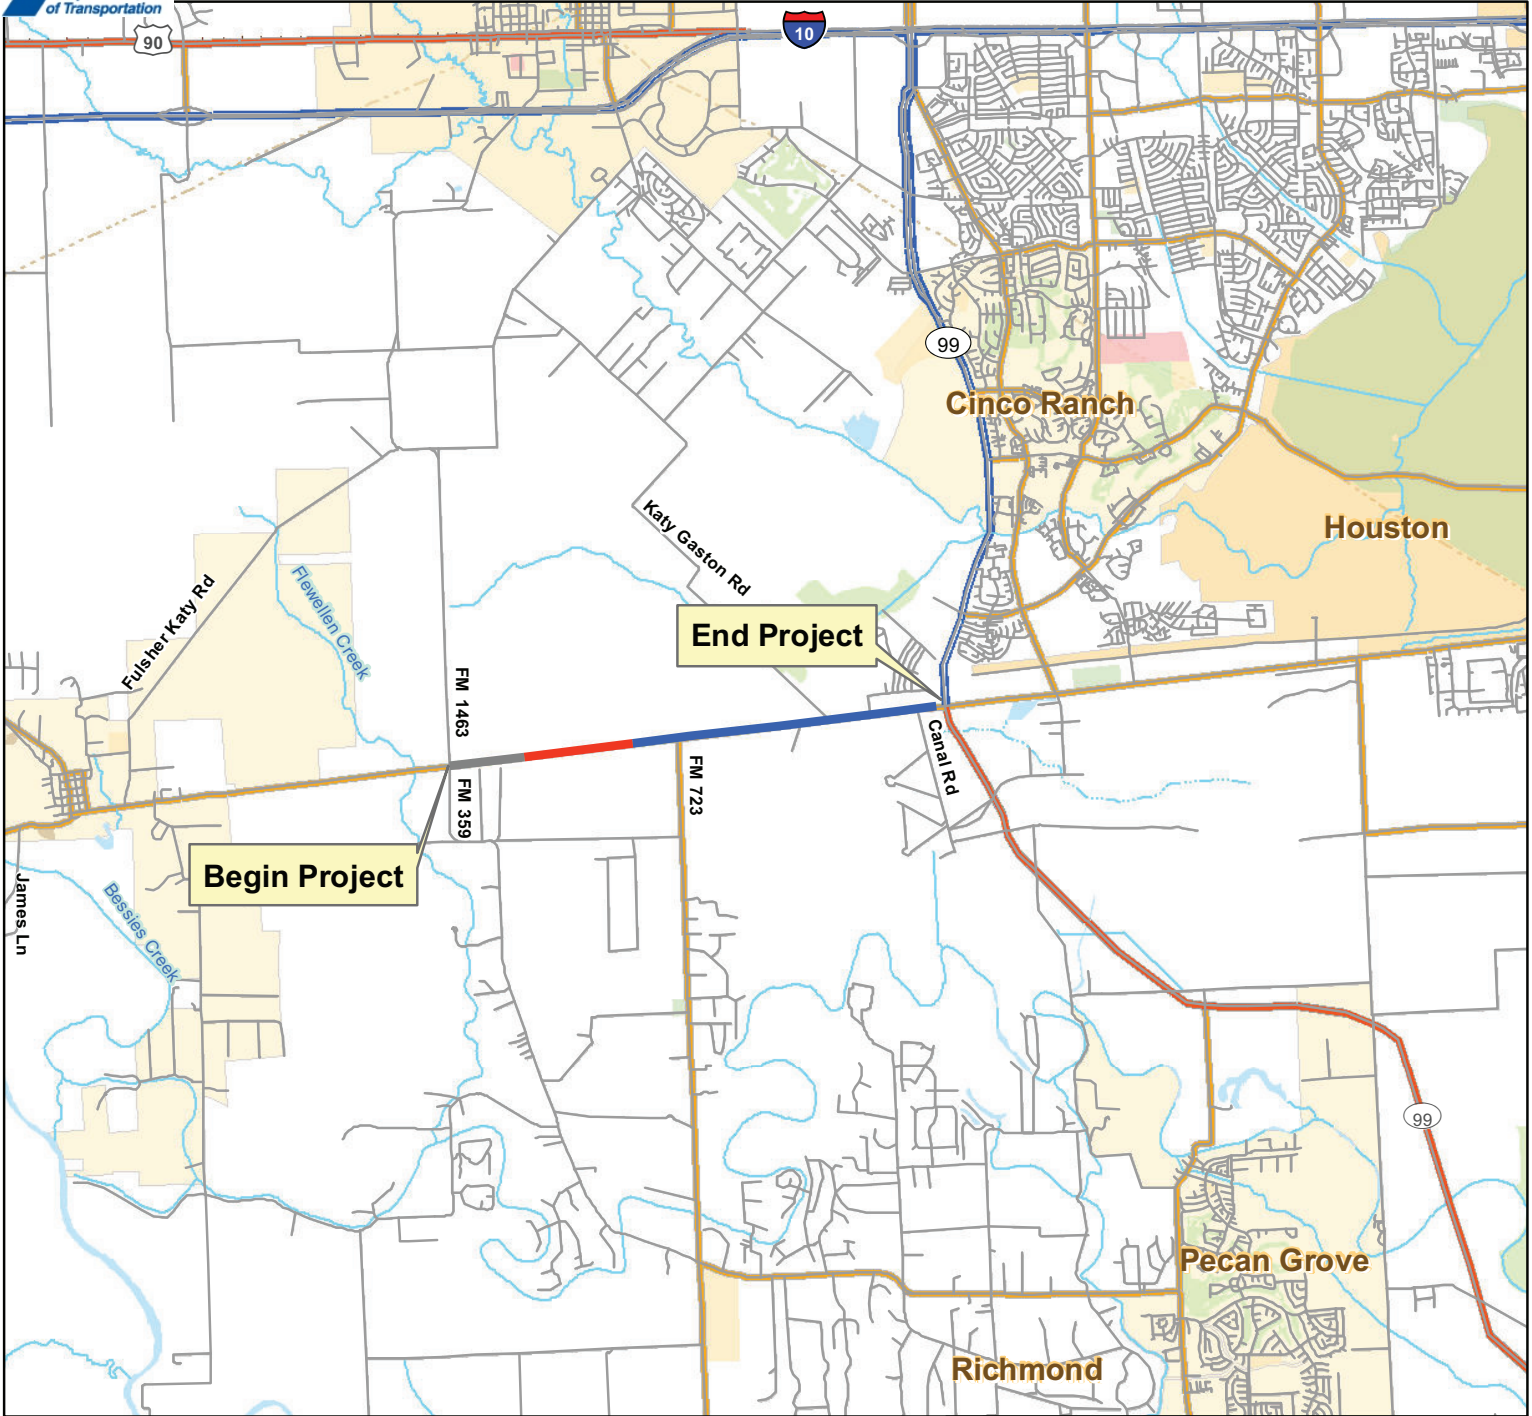 of Transportation
90
10
99
Cinco Ranch
Houston
Katy Gaston Rd
Flewellen Creek
Fulsher Katy Rd
End Project
FM 1463
Canal Rd
FM 723
FM 359
Begin Project
James Ln
Bessies Creek
99
Pecan Grove
Richmond